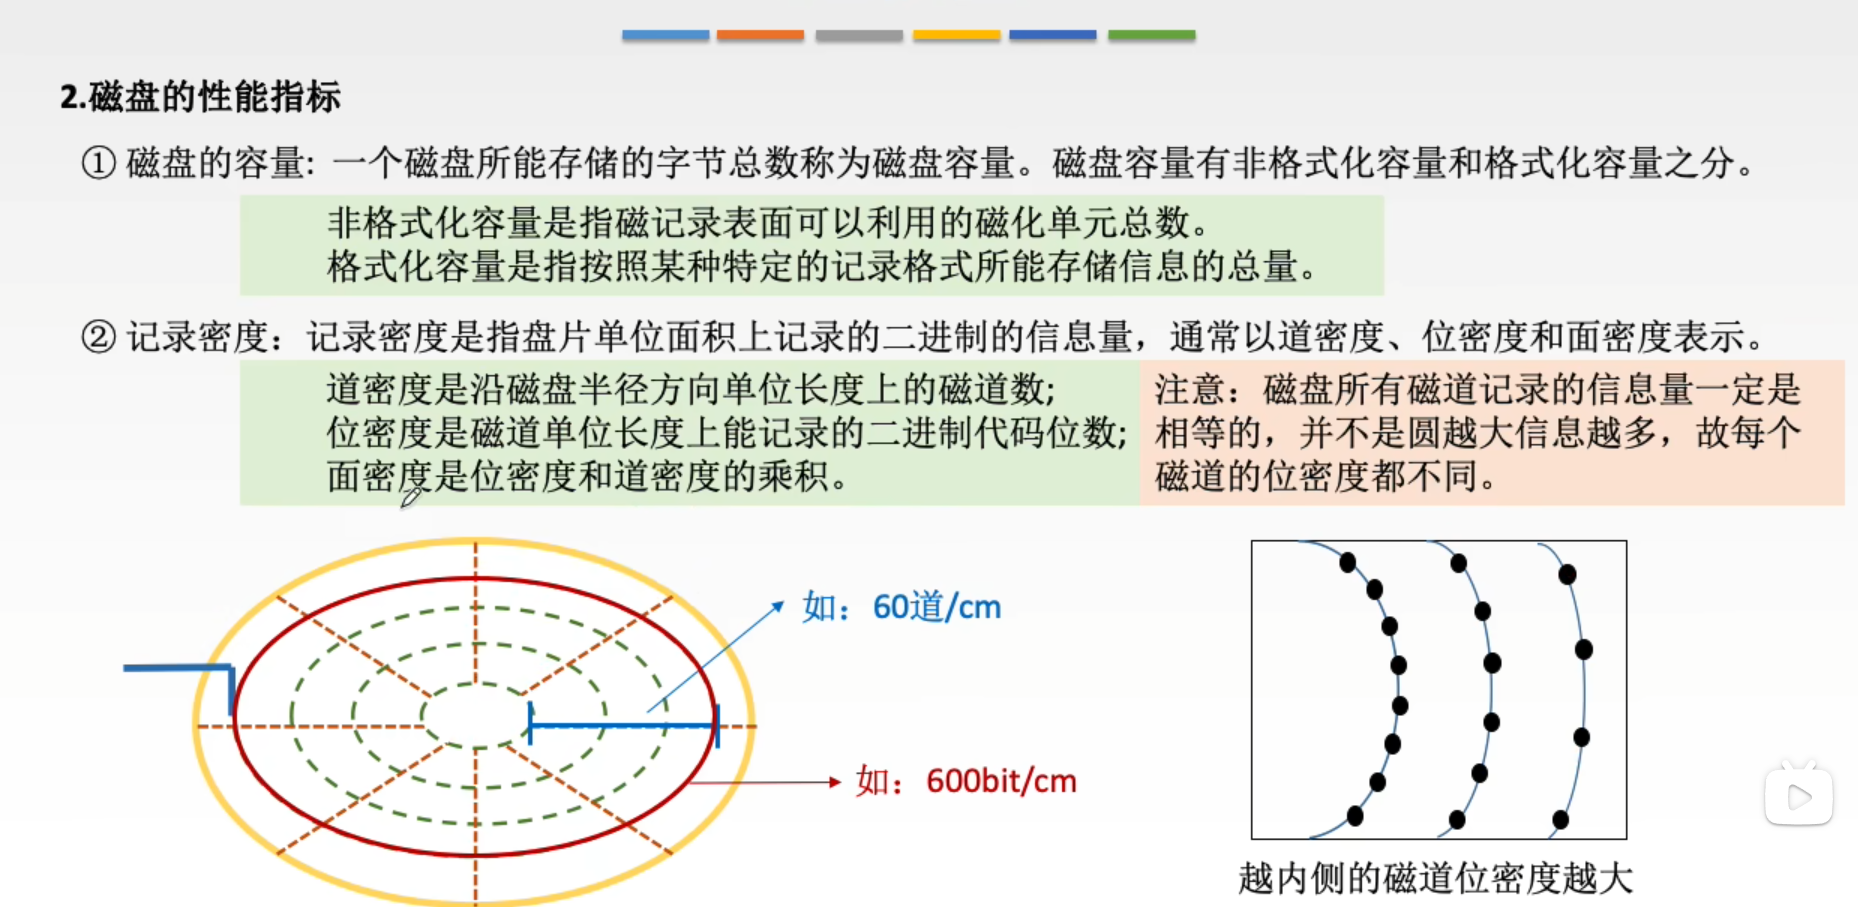 2.磁盘的性能指标
① 磁盘的容量: 一个磁盘所能存储的字节总数称为磁盘容量。磁盘容量有非格式化容量和格式化容量之分。
非格式化容量是指磁记录表面可以利用的磁化单元总数。
格式化容量是指按照某种特定的记录格式所能存储信息的总量。
② 记录密度：记录密度是指盘片单位面积上记录的二进制的信息量，通常以道密度、位密度和面密度表示。
道密度是沿磁盘半径方向单位长度上的磁道数;
位密度是磁道单位长度上能记录的二进制代码位数;
面密度是位密度和道密度的乘积。
注意：磁盘所有磁道记录的信息量一定是
相等的，并不是圆越大信息越多，故每个
磁道的位密度都不同。
如：60道/cm
如：600bit/cm
越内侧的磁道位密度越大